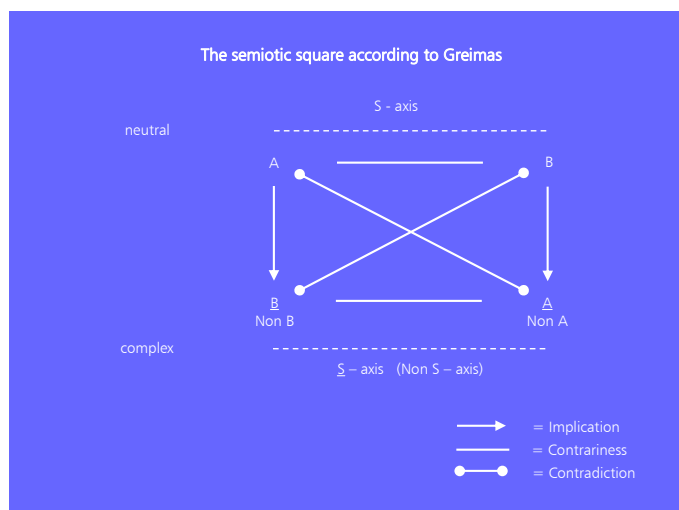 The semiotic square according to Greimas
S - axis
neutral
A
B
B
Non B
A
Non A
complex
S – axis (Non S – axis)
= Implication
= Contrariness
= Contradiction